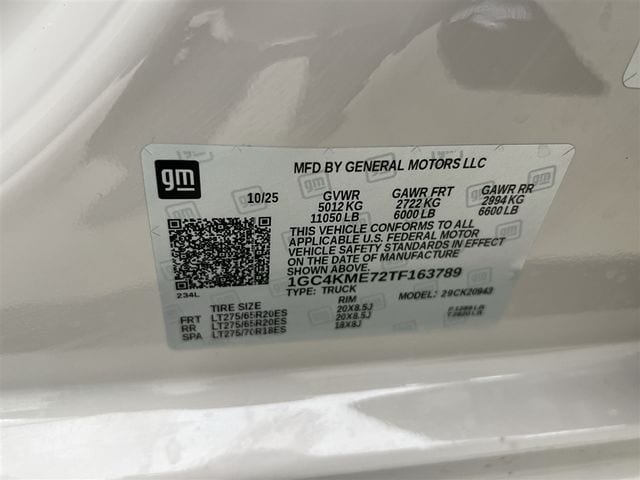 gm
MFD BY GENERAL MOTORS LLC
10/25 GVWR GAWR FRT GAWR RR
5012 KG 2722 KG 2994 KG
11050 LB 6000 LB 6600 LB
THIS VEHICLE CONFORMS TO ALL
APPLICABLE U.S. FEDERAL MOTOR
VEHICLE SAFETY STANDARDS IN EFFECT
ON THE DATE OF MANUFACTURE
SHOWN ABOVE.
1GC4KME72TF163789
234L TYPE: TRUCK MODEL: 29CK20943
TIRE SIZE RIM
FRT LT275/65R20ES 20X8.5J
RR LT275/65R20ES 20X8.5J
SPA LT275/70R18ES 18X8J